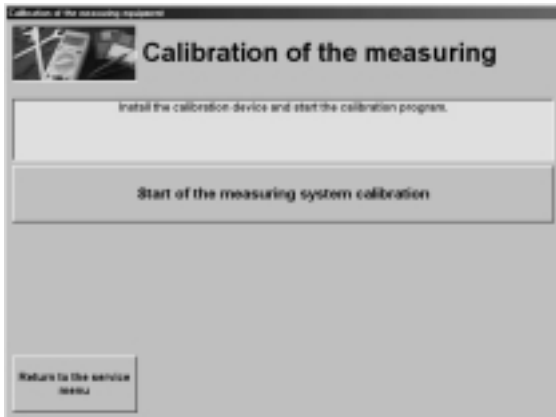 Calibration of the measuring equipment
Calibration of the measuring
Install the calibration device and start the calibration program.
Start of the measuring system calibration
Return to the service
menu